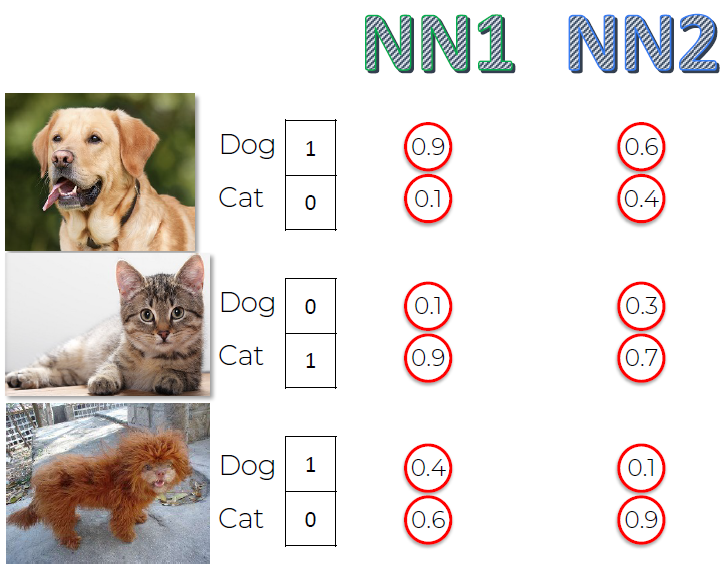 NN1 NN2
Dog 1 0.9 0.6
Cat 0 0.1 0.4
Dog 0 0.1 0.3
Cat 1 0.9 0.7
Dog 1 0.4 0.1
Cat 0 0.6 0.9